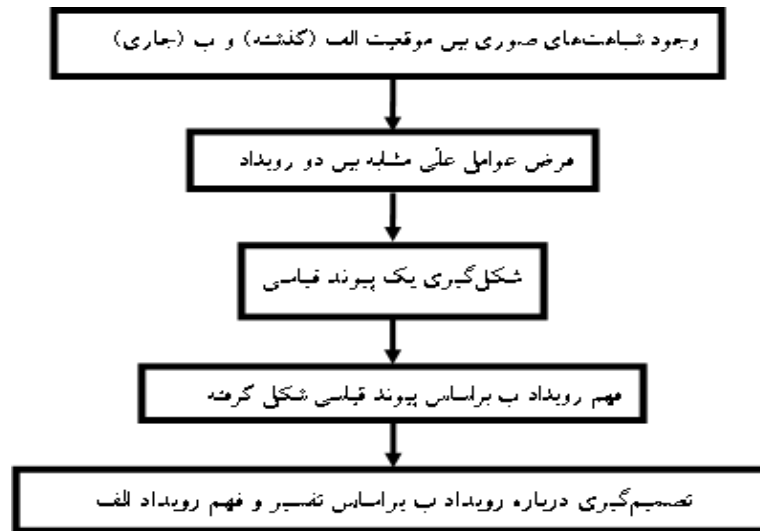 وجود شباهت‌های صوری بین موقعیت الف (گذشته) و ب (جاری)
فرض عوامل علّی مشابه بین دو رویداد
شکل‌گیری یک پیوند قیاسی
فهم رویداد ب براساس پیوند قیاسی شکل گرفته
تصمیم‌گیری درباره رویداد ب براساس تفسیر و فهم رویداد الف